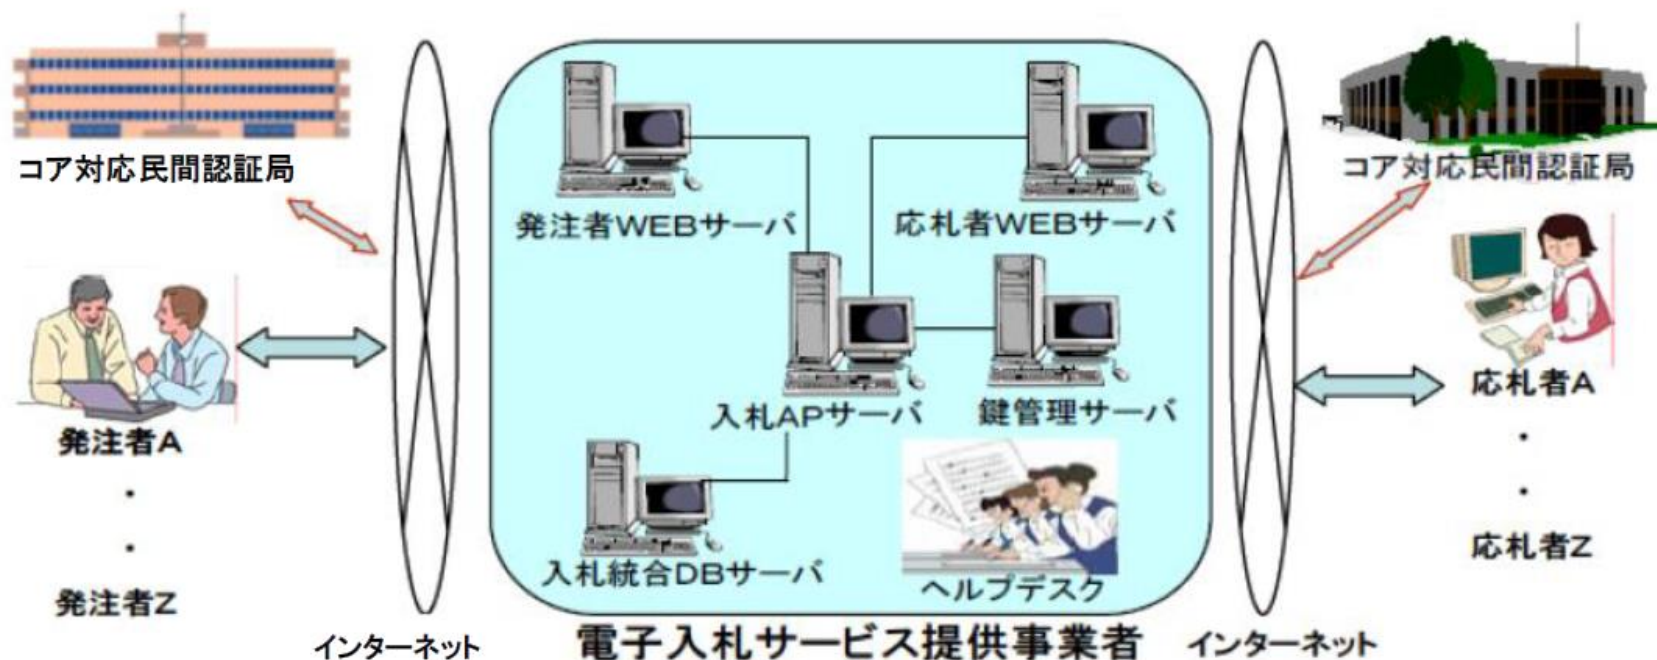 コア対応民間認証局
発注者A
・
・
発注者Z
インターネット
発注者WEBサーバ
応札者WEBサーバ
入札APサーバ
鍵管理サーバ
入札統合DBサーバ
ヘルプデスク
電子入札サービス提供事業者
インターネット
コア対応民間認証局
応札者A
・
・
応札者Z